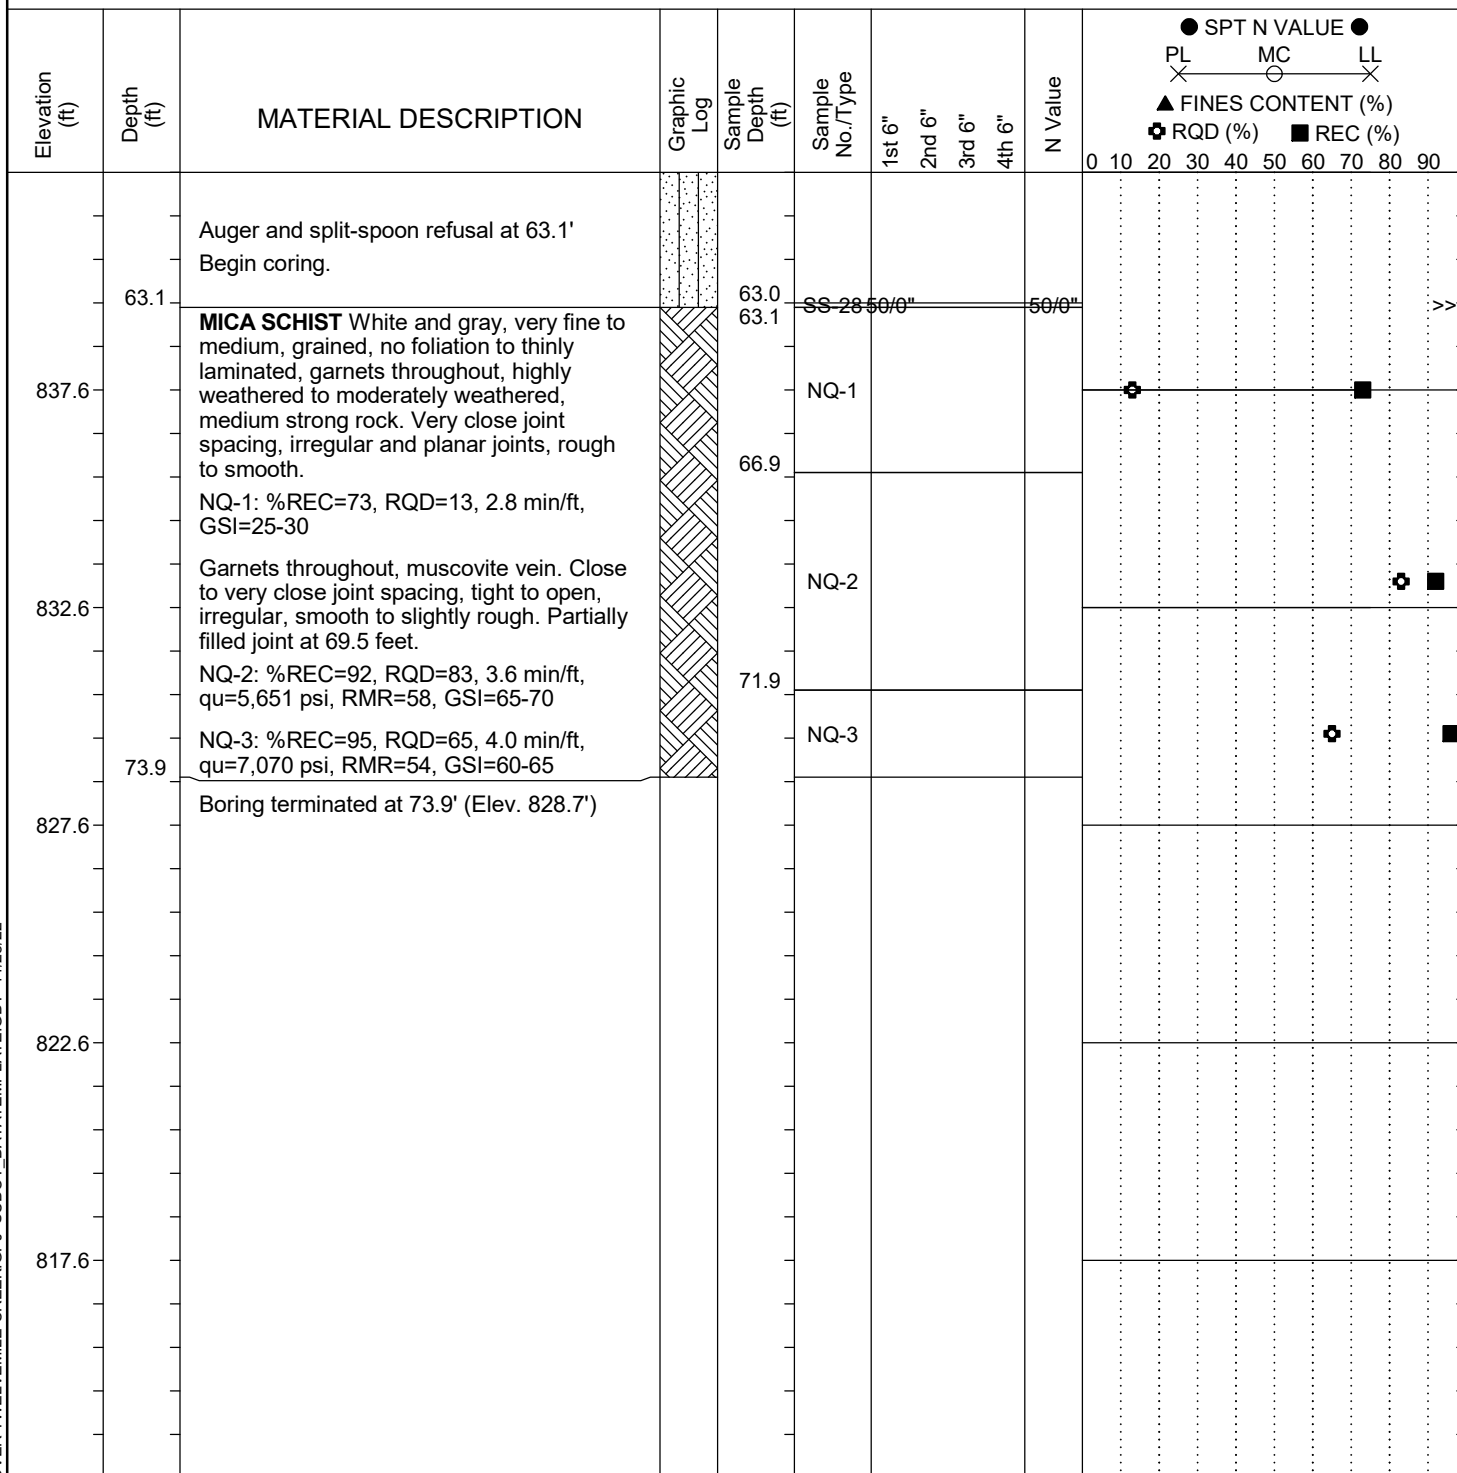 ● SPT N VALUE ●
PL MC LL
▲ FINES CONTENT (%)
RQD (%) ■ REC (%)
0 10 20 30 40 50 60 70 80 90
Elevation (ft)
Depth (ft)
MATERIAL DESCRIPTION
Graphic Log
Sample Depth (ft)
Sample No./Type
1st 6"
2nd 6"
3rd 6"
4th 6"
N Value
Auger and split-spoon refusal at 63.1'
Begin coring.
63.1
63.0
SS-28 50/0" 50/0" >>
63.1
MICA SCHIST White and gray, very fine to
medium, grained, no foliation to thinly
laminated, garnets throughout, highly
837.6
weathered to moderately weathered,
NQ-1
medium strong rock. Very close joint
spacing, irregular and planar joints, rough
66.9
to smooth.
NQ-1: %REC=73, RQD=13, 2.8 min/ft,
GSI=25-30
Garnets throughout, muscovite vein. Close
NQ-2
to very close joint spacing, tight to open,
832.6
irregular, smooth to slightly rough. Partially
filled joint at 69.5 feet.
NQ-2: %REC=92, RQD=83, 3.6 min/ft,
71.9
qu=5,651 psi, RMR=58, GSI=65-70
NQ-3: %REC=95, RQD=65, 4.0 min/ft,
NQ-3
73.9
qu=7,070 psi, RMR=54, GSI=60-65
Boring terminated at 73.9' (Elev. 828.7')
827.6
822.6
817.6